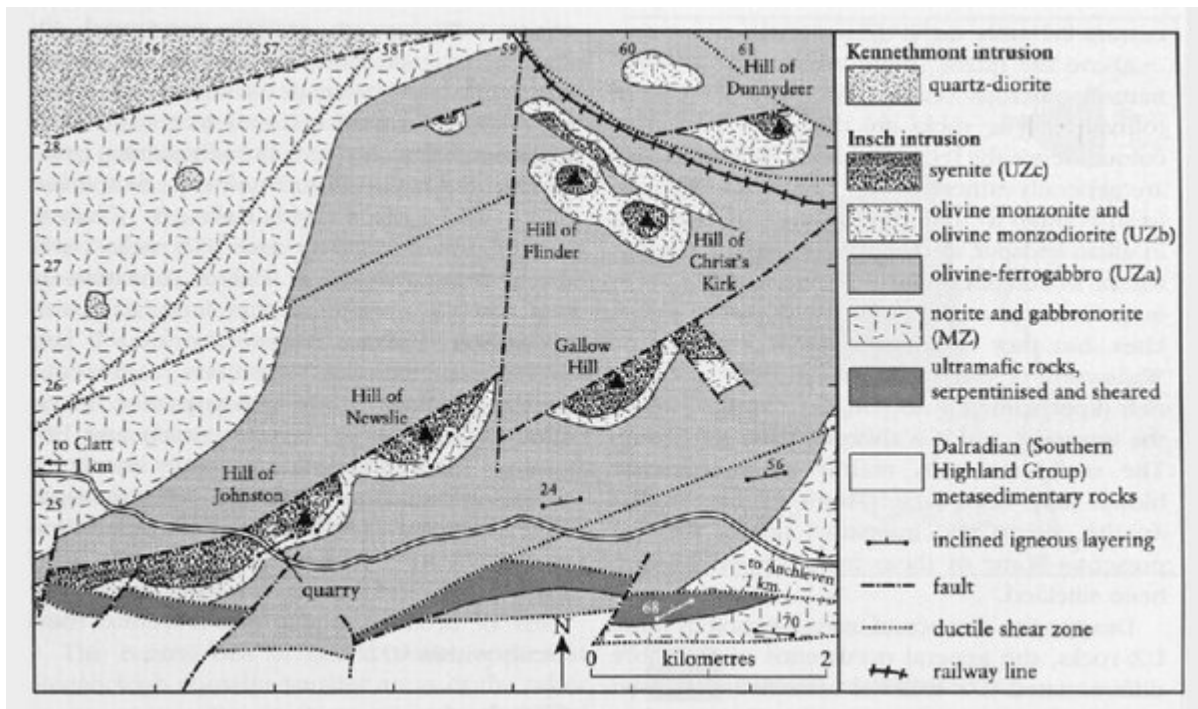 56
57
58
59
60
61
28
27
26
25
Hill of
Dunnydeer
Hill of
Flinder
Hill of
Christ's
Kirk
Gallow
Hill
Hill of
Newslie
to Clatt
1 km
Hill of
Johnston
24
56
quarry
to Auchleven
1 km
68
70
N
0
kilometres
2
Kennethmont intrusion
quartz-diorite
Insch intrusion
syenite (UZc)
olivine monzonite and
olivine monzodiorite (UZb)
olivine-ferrogabbro (UZa)
norite and gabbronorite
(MZ)
ultramafic rocks,
serpentinised and sheared
Dalradian (Southern
Highland Group)
metasedimentary rocks
inclined igneous layering
fault
ductile shear zone
railway line